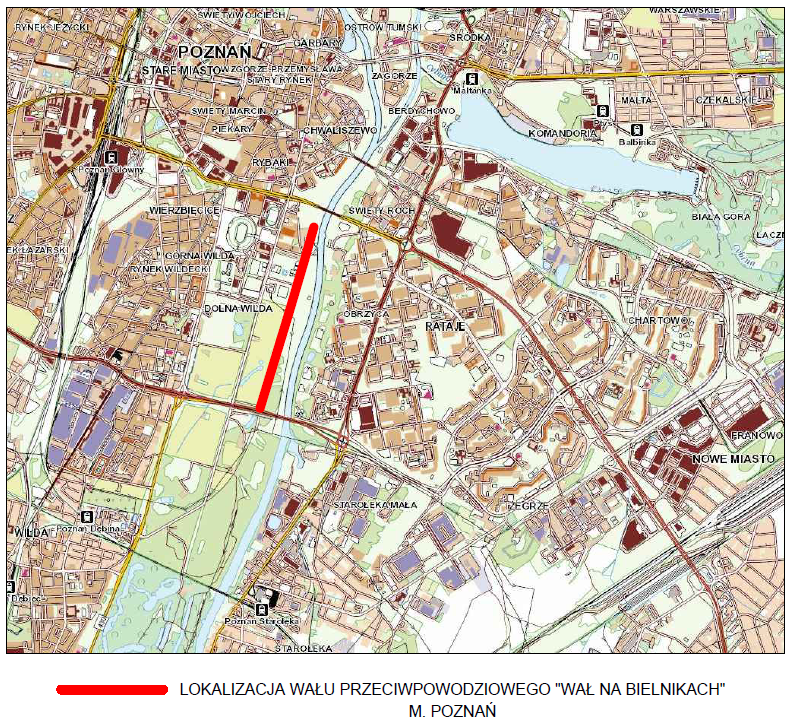 WARSZAWSKIE
ŚWIĘTY WOJCIECH
RYNEK JEŻYCKI
OSTRÓW TUMSKI
GARBARY
ŚRÓDKA
POZNAŃ
STARE MIASTO
WZGÓRZE PRZEMYSŁAWA
STARY RYNEK
ZAGÓRZE
Maltanka
MALTA
CZEKALSKIE
ŚWIĘTY MARCIN
BERDYCHOWO
PIEKARY
CHWALISZEWO
KOMANDORIA
Balbinka
RYBAKI
Poznań Główny
WIERZBIĘCICE
ŚWIĘTY ROCH
BIAŁA GÓRA
GÓRNA WILDA
RYNEK WILDECKI
DOLNA WILDA
OBRZYCA
RATAJE
CHARTOWO
FRANOWO
NOWE MIASTO
STAROŁĘKA MAŁA
ŻEGRZE
Poznań Dębina
WILDA
Dębiec
Poznań Starołęka
STAROŁĘKA
LOKALIZACJA WAŁU PRZECIWPOWODZIOWEGO "WAŁ NA BIELNIKACH"
M. POZNAŃ